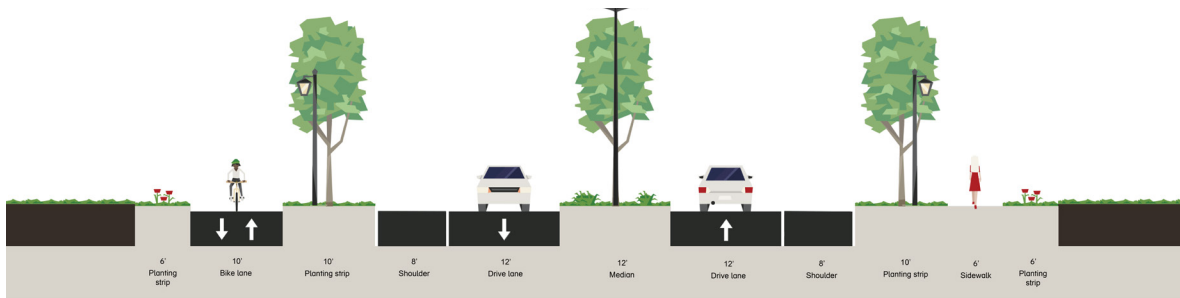 6'
Planting
strip
10'
Bike lane
10'
Planting strip
8'
Shoulder
12'
Drive lane
12'
Median
12'
Drive lane
8'
Shoulder
10'
Planting strip
6'
Sidewalk
6'
Planting
strip